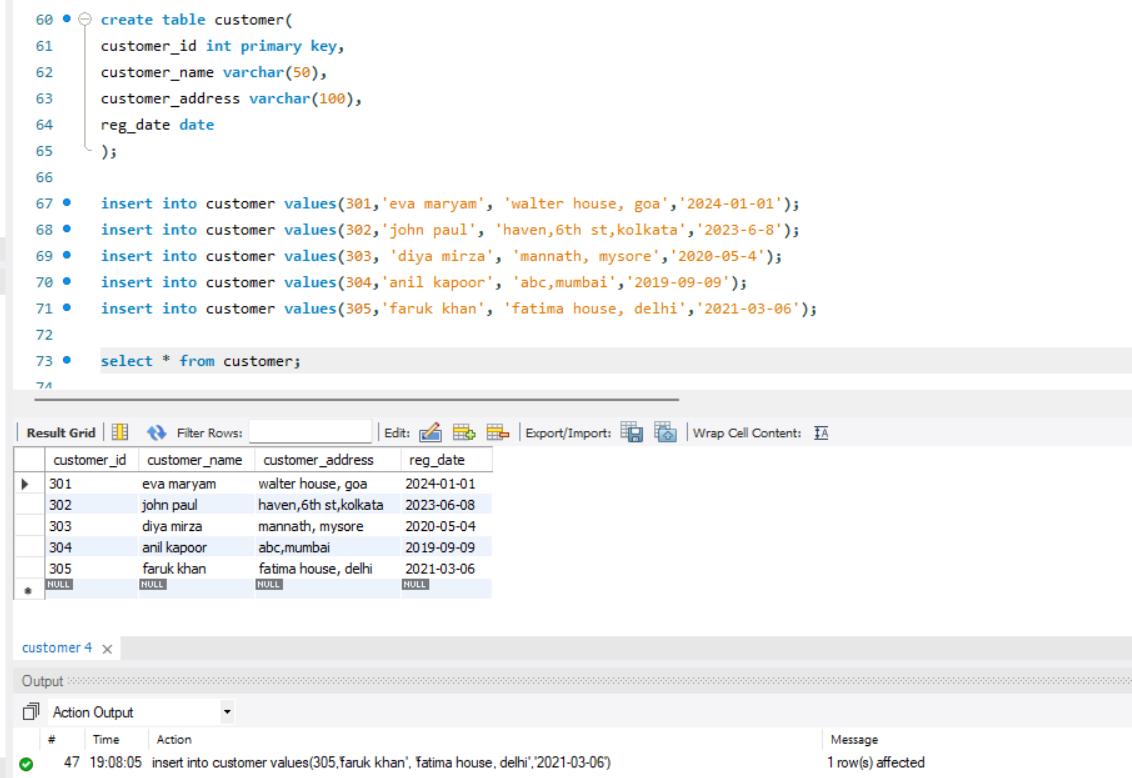 60 create table customer(
61 customer_id int primary key,
62 customer_name varchar(50),
63 customer_address varchar(100),
64 reg_date date
65 );
66
67 insert into customer values(301,'eva maryam', 'walter house, goa','2024-01-01');
68 insert into customer values(302,'john paul', 'haven,6th st,kolkata','2023-6-8');
69 insert into customer values(303, 'diya mirza', 'mannath, mysore','2020-05-4');
70 insert into customer values(304,'anil kapoor', 'abc,mumbai','2019-09-09');
71 insert into customer values(305,'faruk khan', 'fatima house, delhi','2021-03-06');
72
73 select * from customer;
74
Result Grid Filter Rows: Edit: Export/Import: Wrap Cell Content: IA
customer_id customer_name customer_address reg_date
301 eva maryam walter house, goa 2024-01-01
302 john paul haven,6th st,kolkata 2023-06-08
303 diya mirza mannath, mysore 2020-05-04
304 anil kapoor abc,mumbai 2019-09-09
305 faruk khan fatima house, delhi 2021-03-06
NULL NULL NULL NULL
customer 4 ×
Output
Action Output
# Time Action Message
47 19:08:05 insert into customer values(305,'faruk khan', 'fatima house, delhi','2021-03-06') 1 row(s) affected